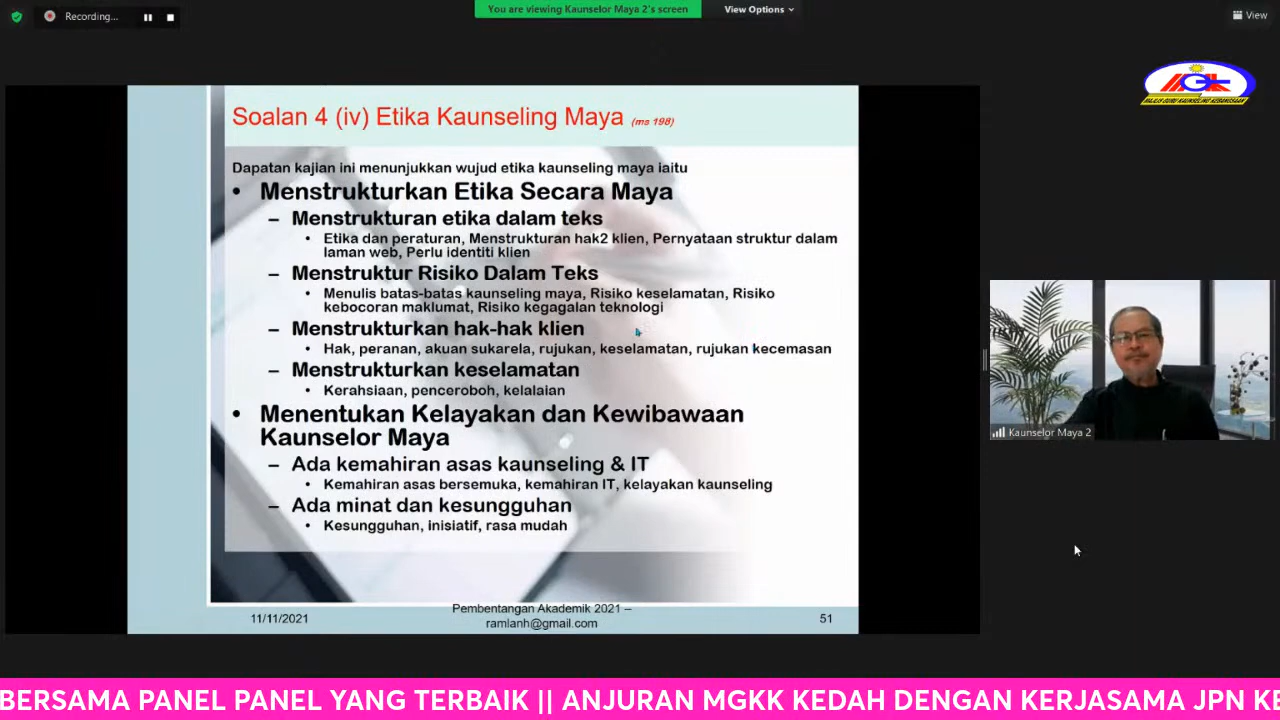 Recording...
You are viewing Kaunselor Maya 2's screen
View Options
View
Soalan 4 (iv) Etika Kaunseling Maya (ms 198)
Dapatan kajian ini menunjukkan wujud etika kaunseling maya iaitu
• Menstrukturkan Etika Secara Maya
– Menstrukturan etika dalam teks
• Etika dan peraturan, Menstrukturan hak2 klien, Pernyataan struktur dalam
laman web, Perlu identiti klien
– Menstruktur Risiko Dalam Teks
• Menulis batas-batas kaunseling maya, Risiko keselamatan, Risiko
kebocoran maklumat, Risiko kegagalan teknologi
– Menstrukturkan hak-hak klien
• Hak, peranan, akuan sukarela, rujukan, keselamatan, rujukan kecemasan
– Menstrukturkan keselamatan
• Kerahsiaan, penceroboh, kelalaian
• Menentukan Kelayakan dan Kewibawaan
Kaunselor Maya
– Ada kemahiran asas kaunseling & IT
• Kemahiran asas bersemuka, kemahiran IT, kelayakan kaunseling
– Ada minat dan kesungguhan
• Kesungguhan, inisiatif, rasa mudah
11/11/2021
Pembentangan Akademik 2021 –
ramlanh@gmail.com
51
Kaunselor Maya 2
BERSAMA PANEL PANEL YANG TERBAIK || ANJURAN MGKK KEDAH DENGAN KERJASAMA JPN KE